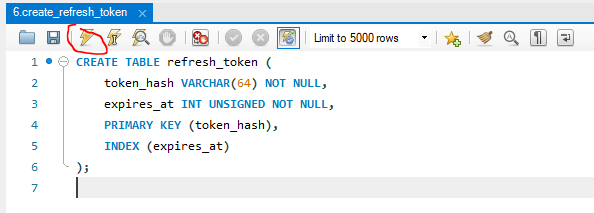 6.create_refresh_token
Limit to 5000 rows
1 CREATE TABLE refresh_token (
2 token_hash VARCHAR(64) NOT NULL,
3 expires_at INT UNSIGNED NOT NULL,
4 PRIMARY KEY (token_hash),
5 INDEX (expires_at)
6 );
7